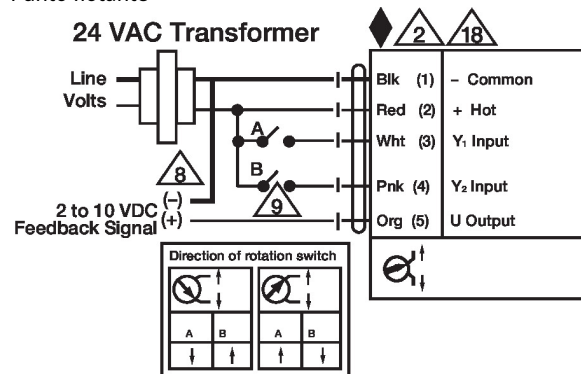 24 VAC Transformer
2
18
Line
Volts
Blk (1) – Common
Red (2) + Hot
A
Wht (3) Y₁ Input
B
Pnk (4) Y₂ Input
8
9
2 to 10 VDC (–)
Feedback Signal (+)
Org (5) U Output
Direction of rotation switch
A B
A B